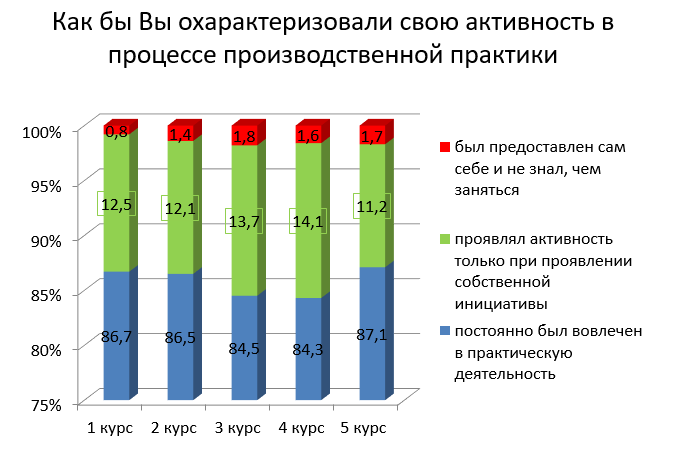 Как бы Вы охарактеризовали свою активность в
процессе производственной практики
100%
95%
90%
85%
80%
75%
0,8
1,4
1,8
1,6
1,7
12,5
12,1
13,7
14,1
11,2
86,7
86,5
84,5
84,3
87,1
1 курс
2 курс
3 курс
4 курс
5 курс
был предоставлен сам
себе и не знал, чем
заняться
проявлял активность
только при проявлении
собственной
инициативы
постоянно был вовлечен
в практическую
деятельность